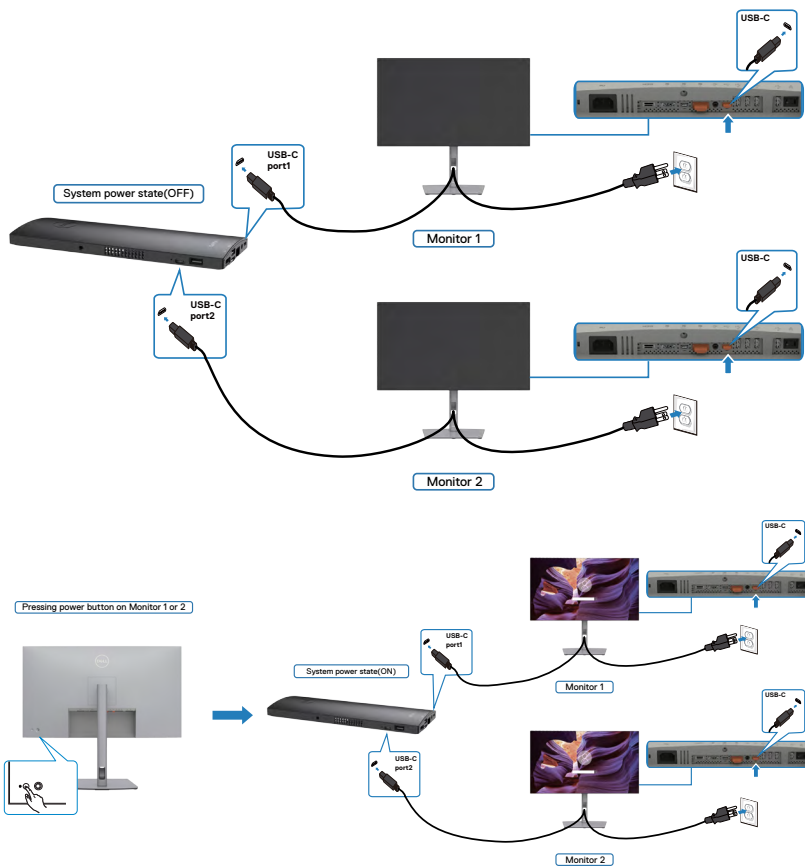 USB-C
USB-C
port1
System power state(OFF)
Monitor 1
USB-C
USB-C
port2
Monitor 2
USB-C
Pressing power button on Monitor 1 or 2
USB-C
port1
System power state(ON)
Monitor 1
USB-C
DELL
USB-C
port2
Monitor 2